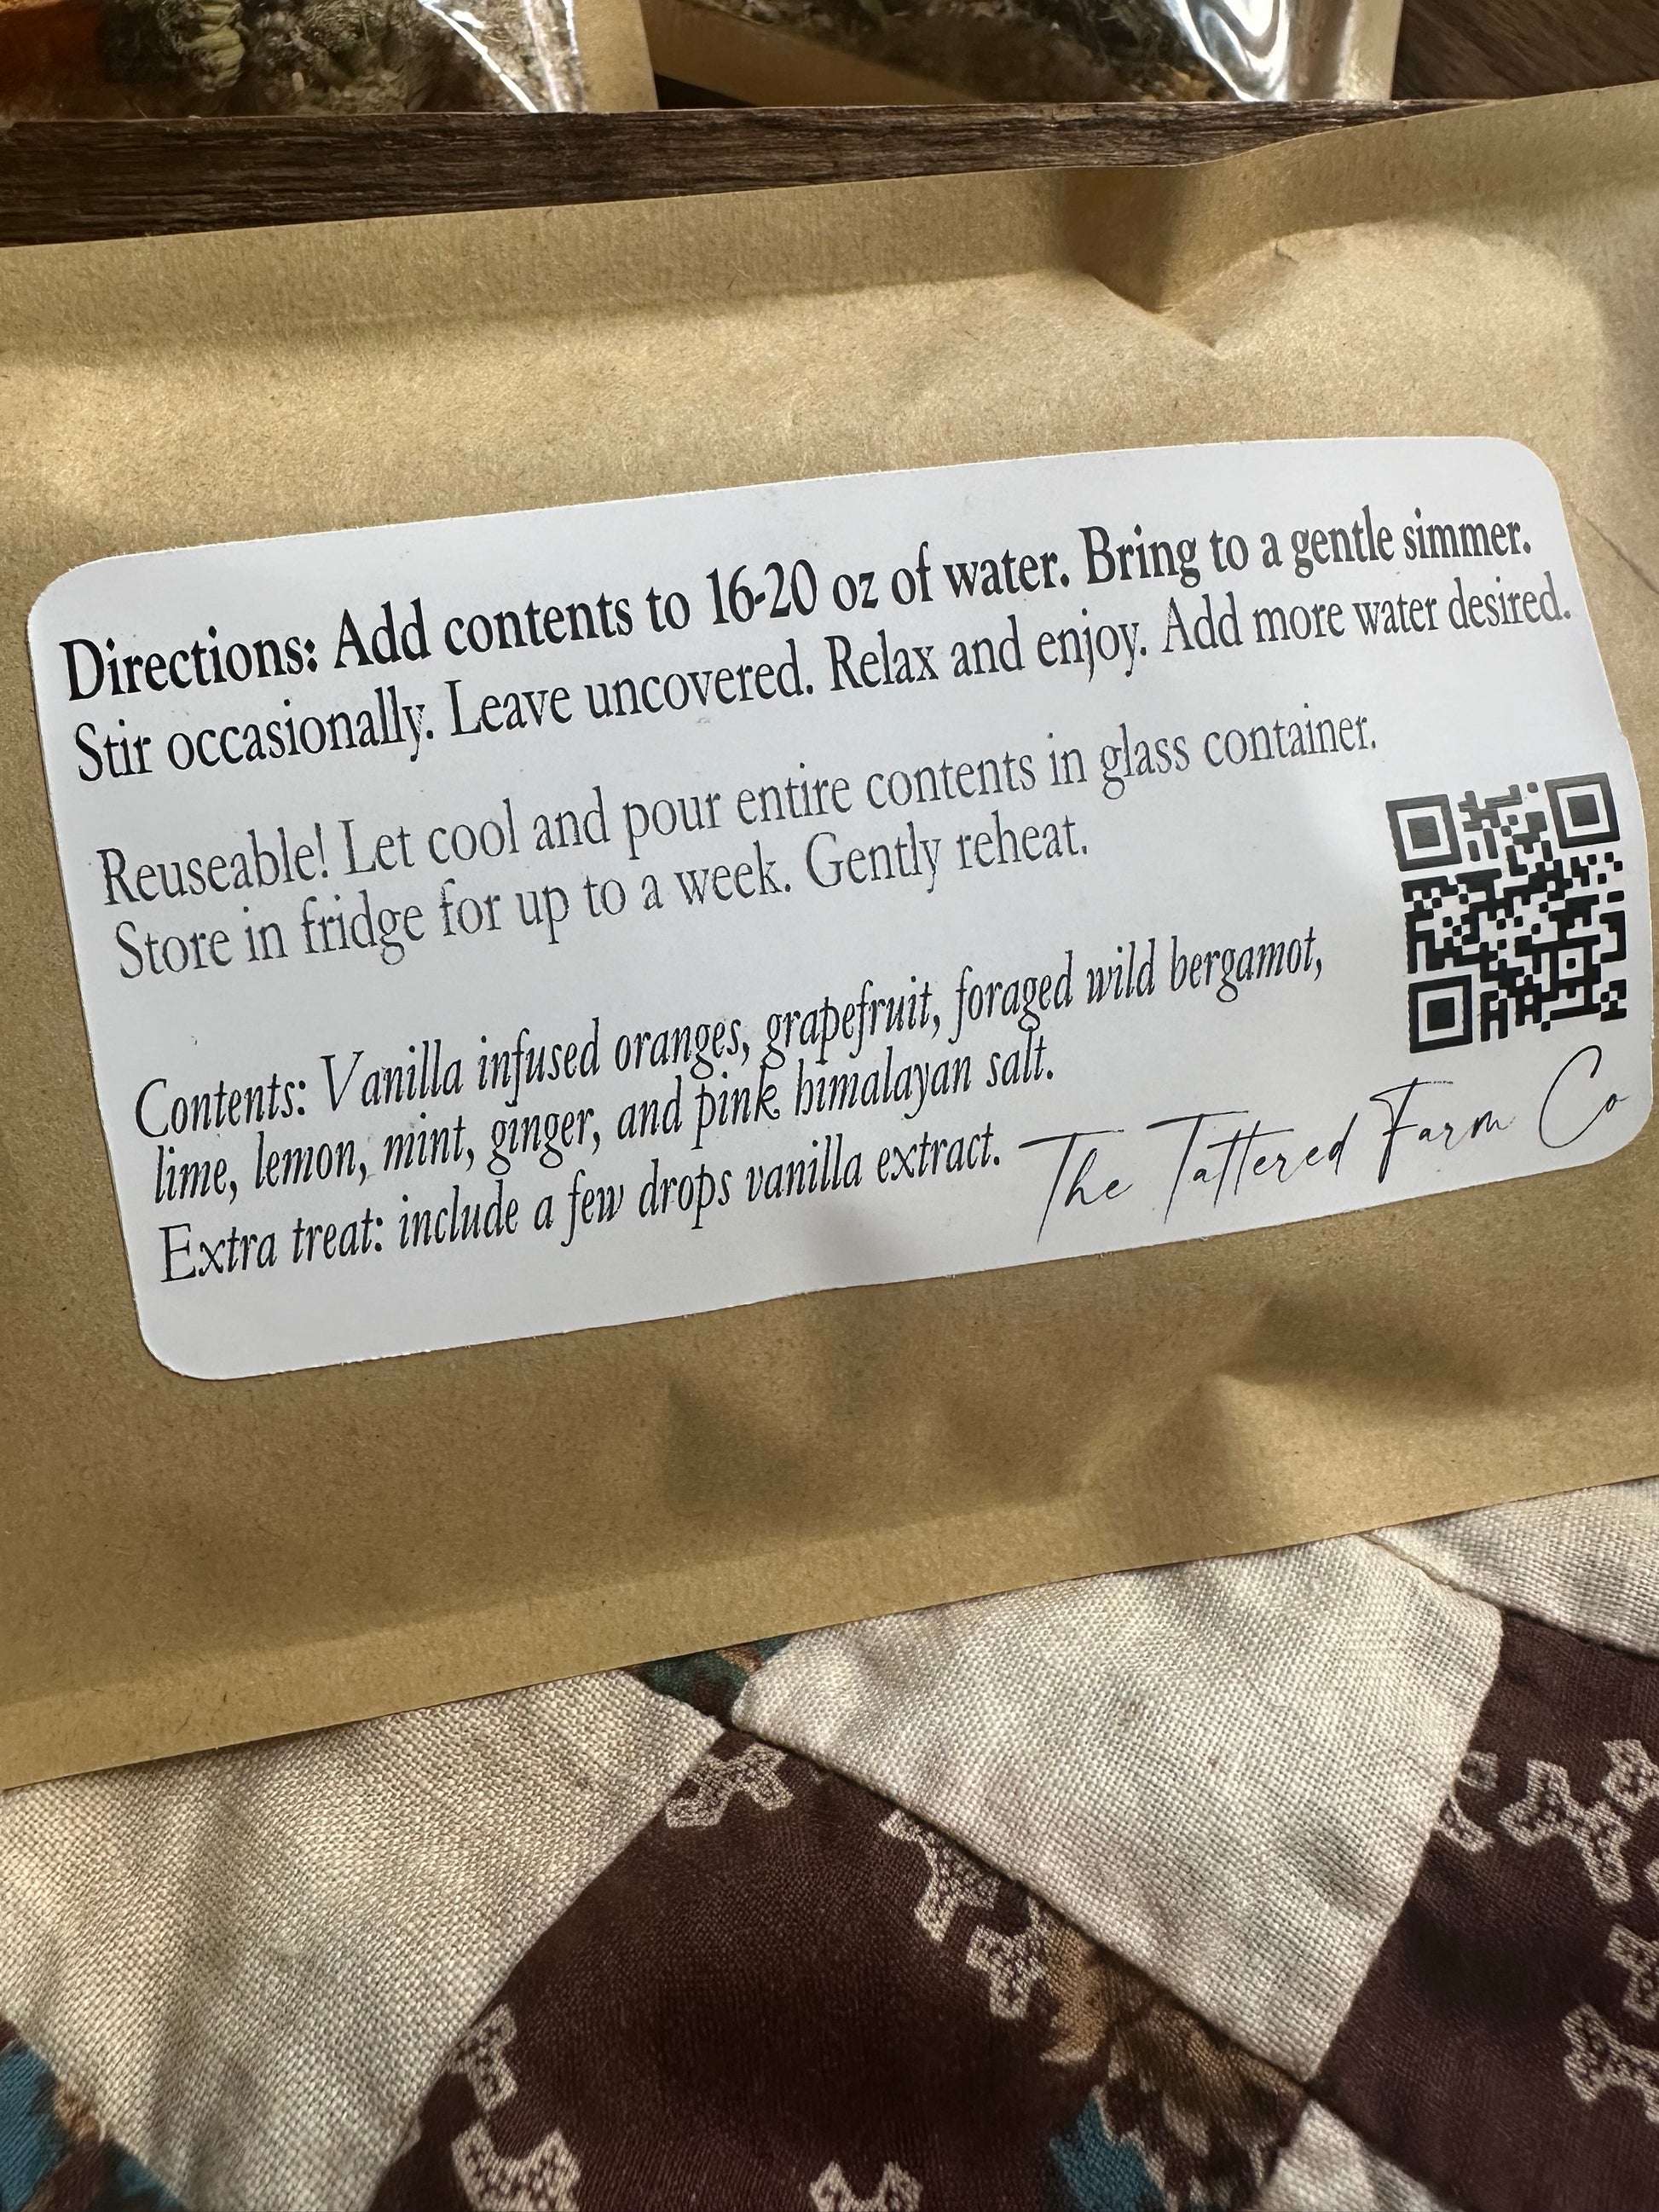 Directions: Add contents to 16-20 oz of water. Bring to a gentle simmer.
Stir occasionally. Leave uncovered. Relax and enjoy. Add more water desired.
Reuseable! Let cool and pour entire contents in glass container.
Store in fridge for up to a week. Gently reheat.
Contents: Vanilla infused oranges, grapefruit, foraged wild bergamot,
lime, lemon, mint, ginger, and pink himalayan salt.
Extra treat: include a few drops vanilla extract.
The Tattered Farm Co